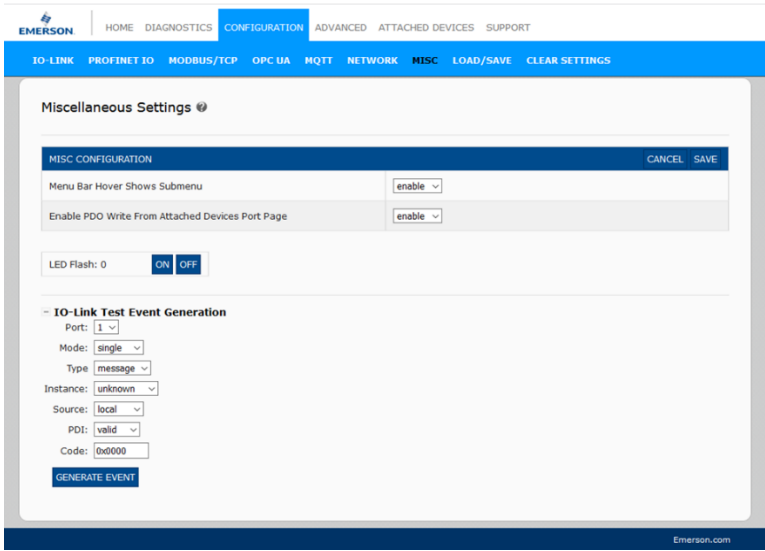 EMERSON HOME DIAGNOSTICS CONFIGURATION ADVANCED ATTACHED DEVICES SUPPORT
IO-LINK PROFINET IO MODBUS/TCP OPC UA MQTT NETWORK MISC LOAD/SAVE CLEAR SETTINGS
Miscellaneous Settings ?
MISC CONFIGURATION CANCEL SAVE
Menu Bar Hover Shows Submenu enable
Enable PDO Write From Attached Devices Port Page enable
LED Flash: 0 ON OFF
- IO-Link Test Event Generation
Port: 1
Mode: single
Type message
Instance: unknown
Source: local
PDI: valid
Code: 0x0000
GENERATE EVENT
Emerson.com